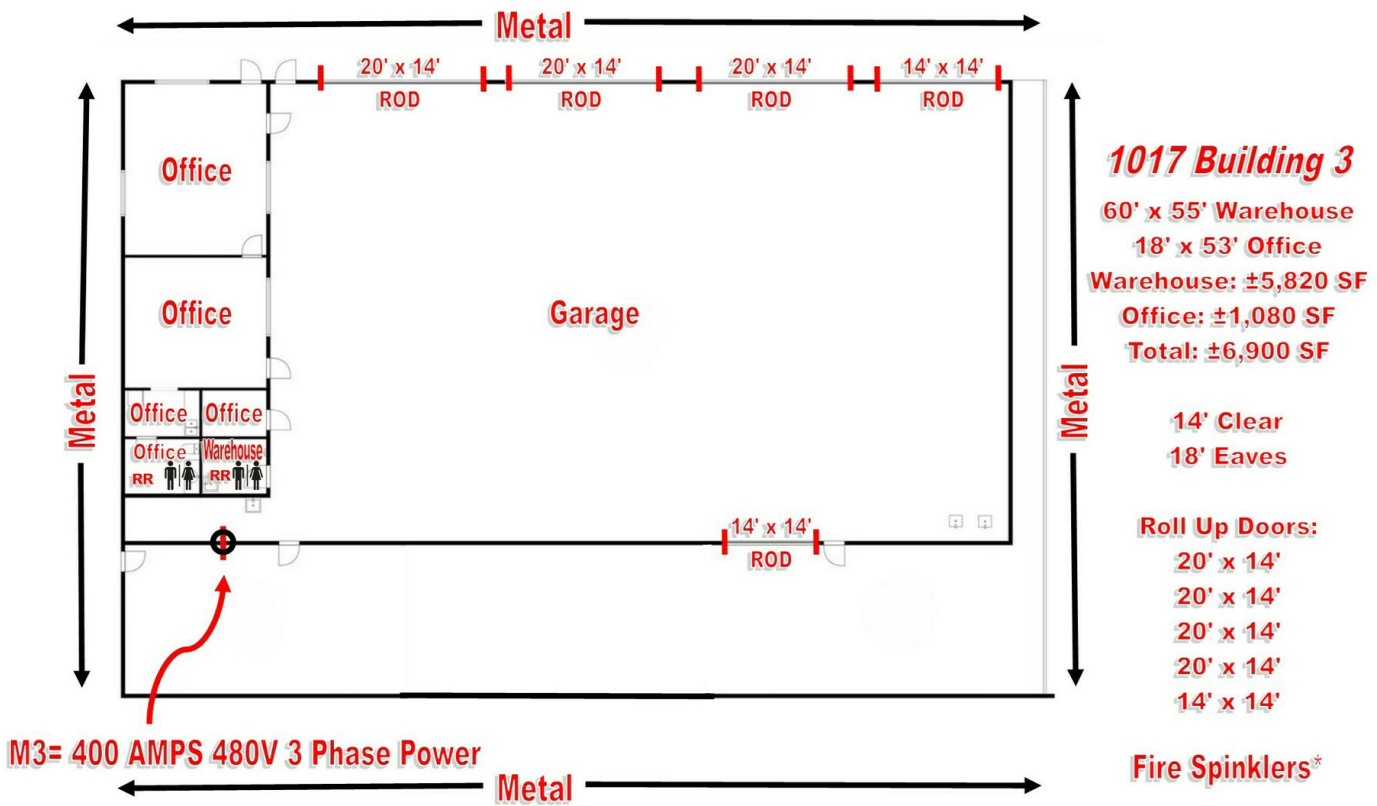 Metal
20' x 14'
20' x 14'
20' x 14'
14' x 14'
ROD
ROD
ROD
ROD
Office
Office
Garage
Metal
Metal
Office
Office
Office
RR
Warehouse
RR
14' x 14'
ROD
M3= 400 AMPS 480V 3 Phase Power
Metal
1017 Building 3
60' x 55' Warehouse
18' x 53' Office
Warehouse: ±5,820 SF
Office: ±1,080 SF
Total: ±6,900 SF
14' Clear
18' Eaves
Roll Up Doors:
20' x 14'
20' x 14'
20' x 14'
20' x 14'
14' x 14'
Fire Spinklers*